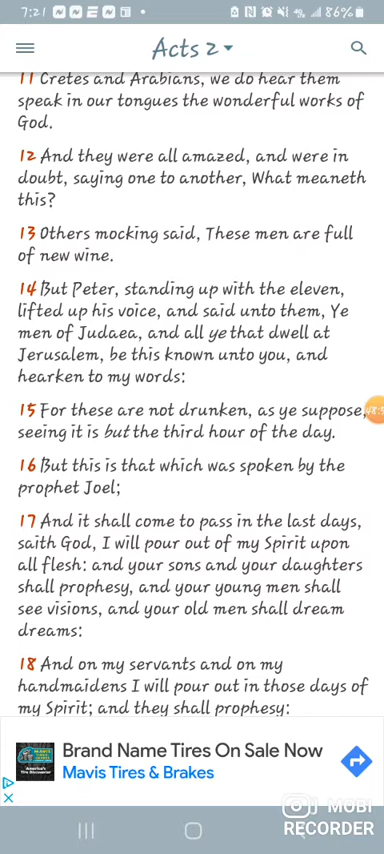 7:21
86%
Acts 2
11 Cretes and Arabians, we do hear them
speak in our tongues the wonderful works of
God.
12 And they were all amazed, and were in
doubt, saying one to another, What meaneth
this?
13 Others mocking said, These men are full
of new wine.
14 But Peter, standing up with the eleven,
lifted up his voice, and said unto them, Ye
men of Judaea, and all ye that dwell at
Jerusalem, be this known unto you, and
hearken to my words:
15 For these are not drunken, as ye suppose,
seeing it is but the third hour of the day.
16 But this is that which was spoken by the
prophet Joel;
17 And it shall come to pass in the last days,
saith God, I will pour out of my Spirit upon
all flesh: and your sons and your daughters
shall prophesy, and your young men shall
see visions, and your old men shall dream
dreams:
18 And on my servants and on my
handmaidens I will pour out in those days of
my Spirit; and they shall prophesy:
Brand Name Tires On Sale Now
Mavis Tires & Brakes
MOBI
RECORDER